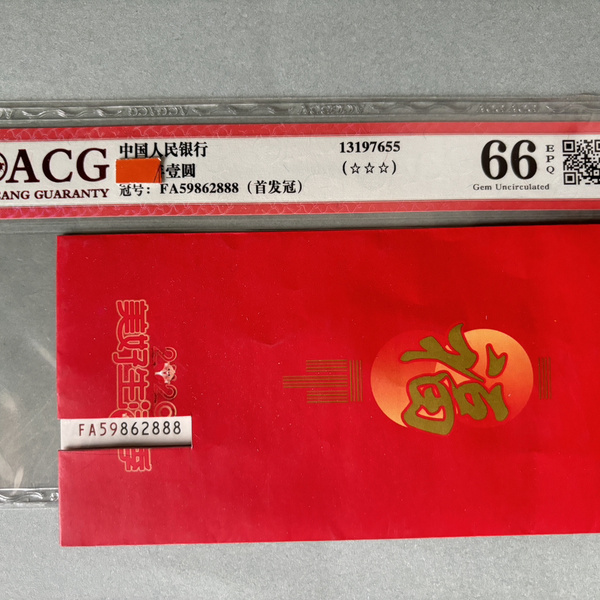 ACG
ANG GUARANTY
中国人民银行
壹圆
冠号：FA59862888（首发冠）
13197655
(☆☆☆)
66
EPQ
Gem Uncirculated
福
FA59862888